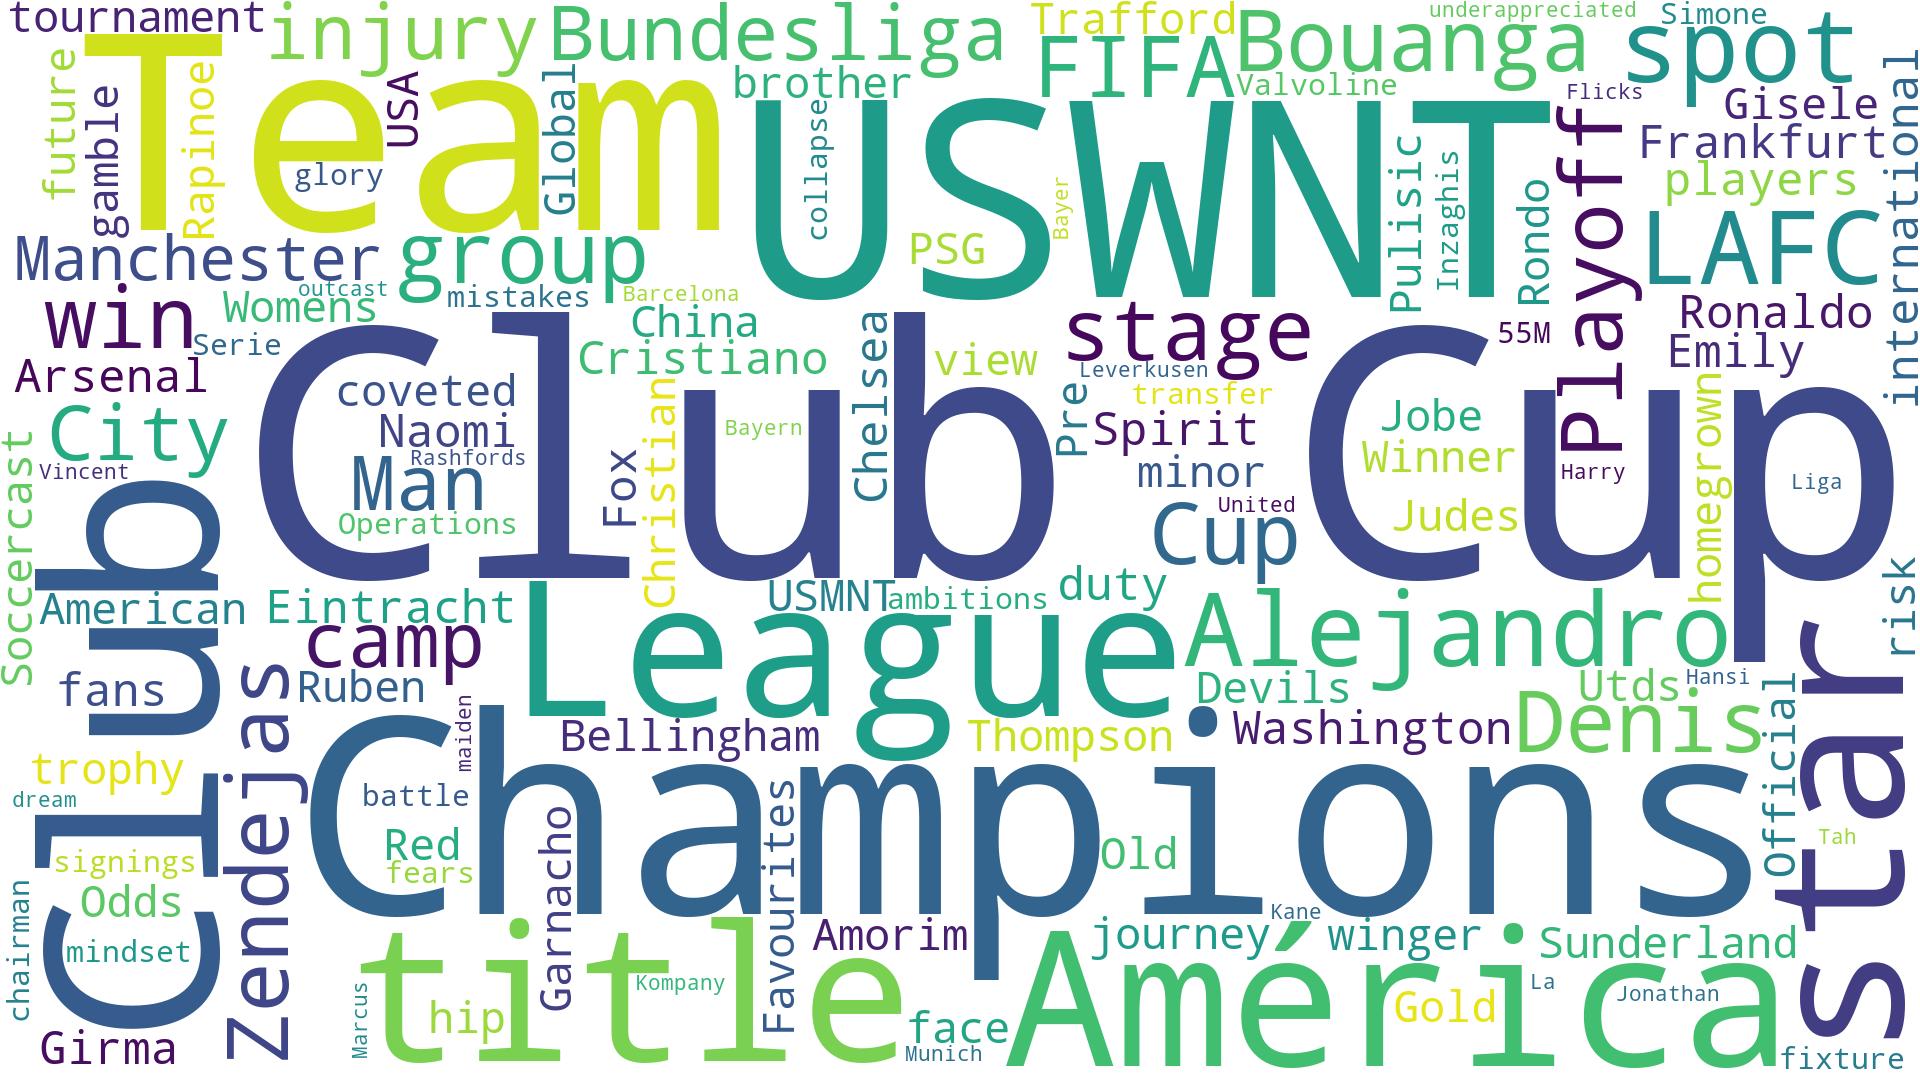 tournament
injury
Bundesliga
Trafford
underappreciated
Simone
Team
future
gamble
Rapinoe
USA
glory
Global
brother
collapse
FIFA
Bouanga
Valvoline
spot
Flicks
Gisele
Frankfurt
players
international
USWNT
Bayer
PSG
Pulisic
Inzaghis
Rondo
Playoff
LAFC
Manchester
group
outcast
mistakes
Barcelona
win
Womens
Serie
China
Cristiano
Chelsea
view
stage
Leverkusen
transfer
55M
Ronaldo
Emily
Arsenal
City
Club Cup
coveted
Naomi
Rashfords
Man
Operations
Fox
Christian
Bayern
Pre
Spirit
minor
United
Cup
Jobe
Winner
Judes
Harry
homegrown
Liga
Soccercast
Vincent
Club
American
Eintracht
camp
Ruben
fans
USMNT
ambitions
duty
League
Alejandro
risk
Devils
Utds
Hansi
Zendejas
maiden
Bellingham
Thompson
Washington
Denis
Official
star
trophy
dream
Champions
battle
Red
fears
Garnacho
Favourites
Old
Tah
signings
Odds
mindset
chairman
Girma
title
Marcus
hip
Kompany
Amorim
face
Munich
journey
Kane
winger
Sunderland
América
Gold
La
Jonathan
fixture